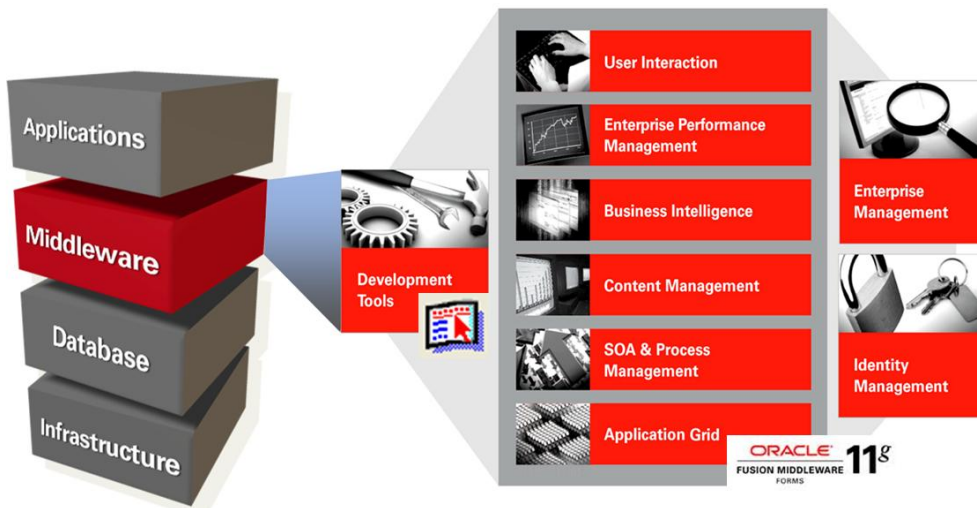 Applications
Middleware
Database
Infrastructure
Development
Tools
User Interaction
Enterprise Performance
Management
Business Intelligence
Content Management
SOA & Process
Management
Application Grid
Enterprise
Management
Identity
Management
ORACLE® 11g
FUSION MIDDLEWARE
FORMS